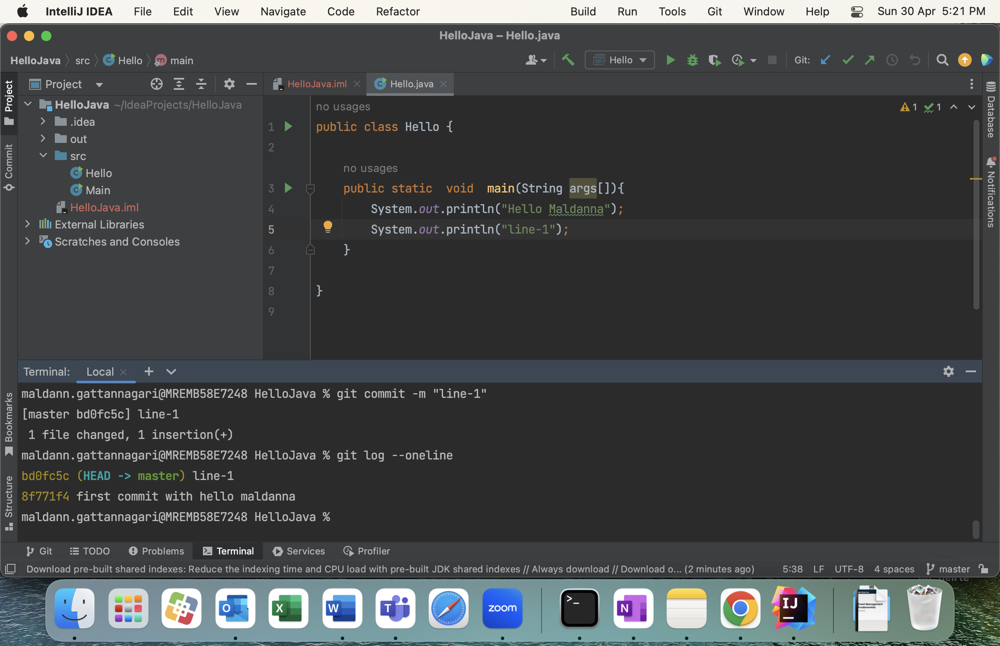 IntelliJ IDEA File Edit View Navigate Code Refactor Build Run Tools Git Window Help Sun 30 Apr 5:21 PM
HelloJava – Hello.java
HelloJava src Hello main Hello Git:
Project HelloJava.iml Hello.java
HelloJava ~/IdeaProjects/HelloJava
.idea
out
src
Hello
Main
HelloJava.iml
External Libraries
Scratches and Consoles
Project
Commit
Bookmarks
Structure
no usages
1 public class Hello {
2
no usages
3 public static  void  main(String args[]){
4 System.out.println("Hello Maldanna");
5 System.out.println("line-1");
6 }
7
8 }
9
1 1
Database
Notifications
Terminal: Local
maldann.gattannagari@MREMB58E7248 HelloJava % git commit -m "line-1"
[master bd0fc5c] line-1
1 file changed, 1 insertion(+)
maldann.gattannagari@MREMB58E7248 HelloJava % git log --oneline
bd0fc5c (HEAD -> master) line-1
8f771f4 first commit with hello maldanna
maldann.gattannagari@MREMB58E7248 HelloJava %
Git TODO Problems Terminal Services Profiler
Download pre-built shared indexes: Reduce the indexing time and CPU load with pre-built JDK shared indexes // Always download // Download o... (2 minutes ago) 5:38 LF UTF-8 4 spaces master
zoom
Event Management
Fundamentals